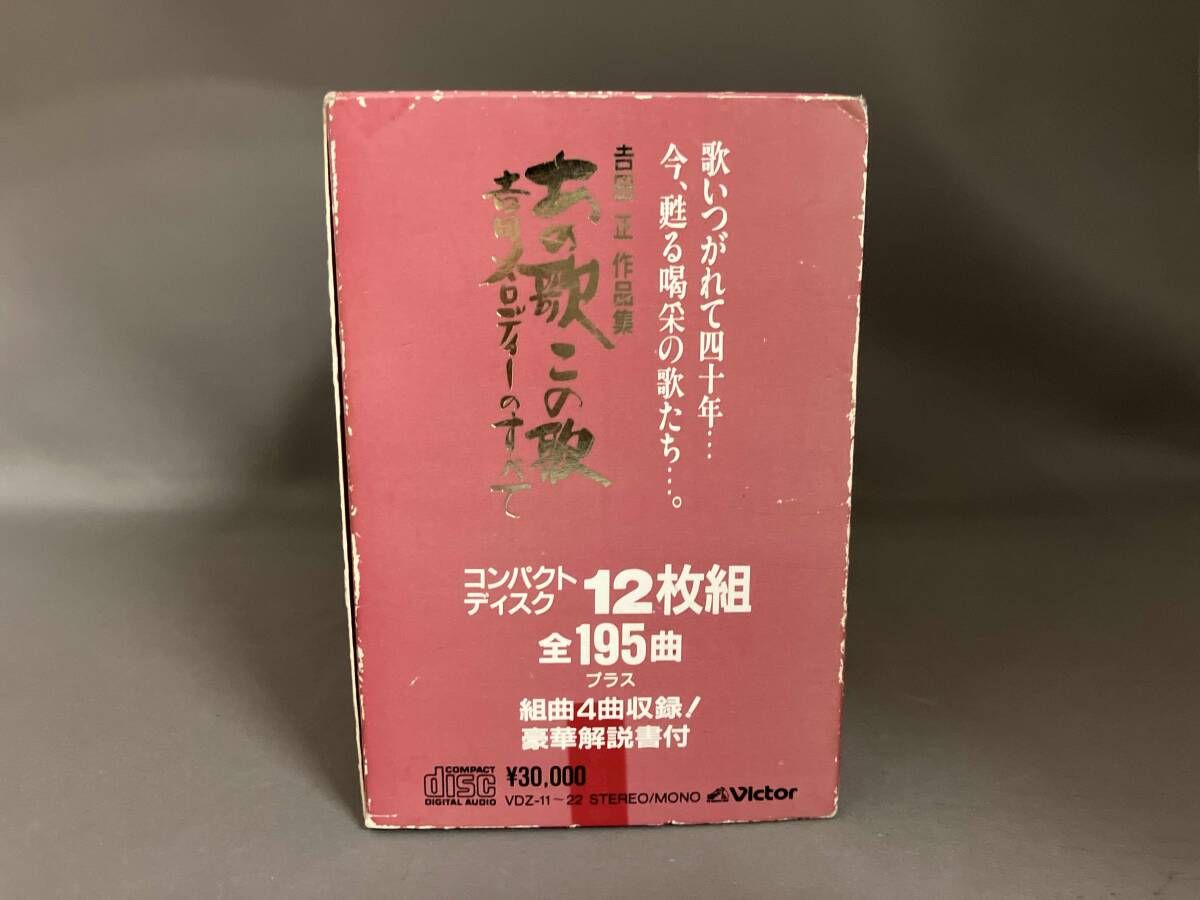 歌いつがれて四十年…
今、甦る喝采の歌たち…。
吉田 正 作品集
あの歌 この歌
吉田メロディーのすべて
コンパクト
ディスク
12枚組
全195曲
プラス
組曲4曲収録!
豪華解説書付
COMPACT
disc
DIGITAL AUDIO
¥30,000
VDZ-11~22 STEREO/MONO Victor